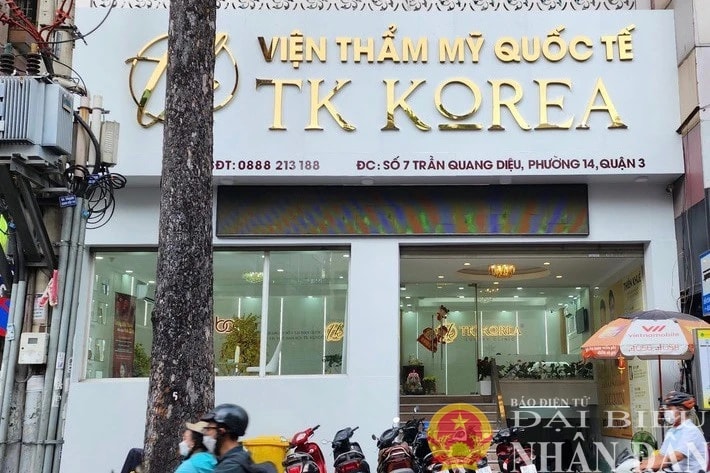 VIỆN THẨM MỸ QUỐC TẾ
TK KOREA
ĐT: 0888 213 188 ĐC: SỐ 7 TRẦN QUANG DIỆU, PHƯỜNG 14, QUẬN 3
TK KOREA
vietnamobile
BÁO ĐIỆN TỬ
ĐẠI BIỂU
NHÂN DÂN